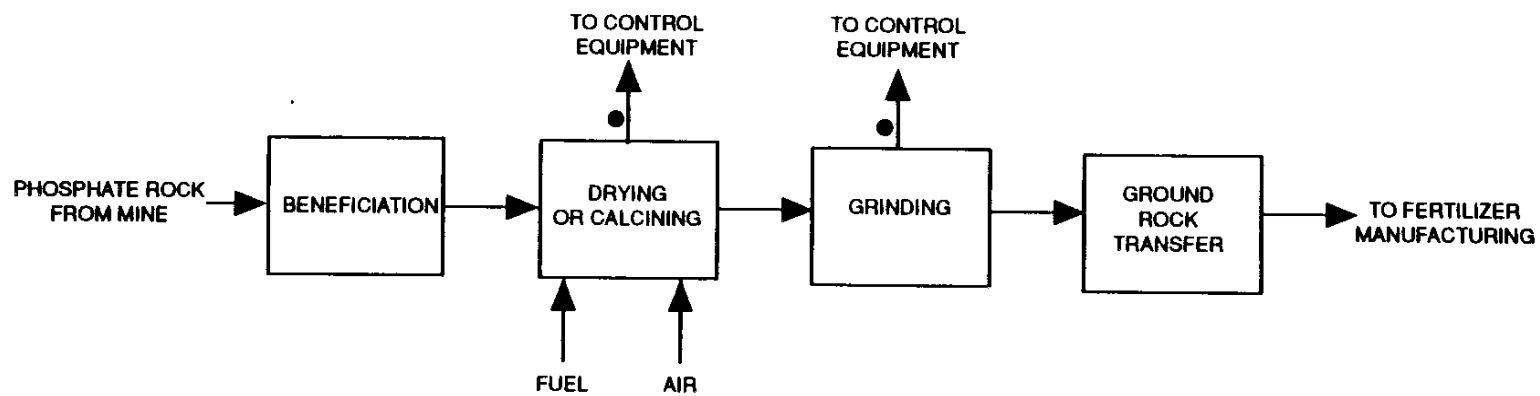 TO CONTROL
EQUIPMENT
TO CONTROL
EQUIPMENT
PHOSPHATE ROCK
FROM MINE
BENEFICIATION
DRYING
OR CALCINING
GRINDING
GROUND
ROCK
TRANSFER
TO FERTILIZER
MANUFACTURING
FUEL
AIR